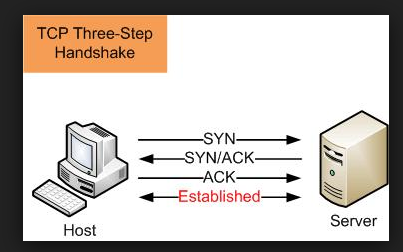 TCP Three-Step
Handshake
SYN
SYN/ACK
ACK
Established
Host
Server